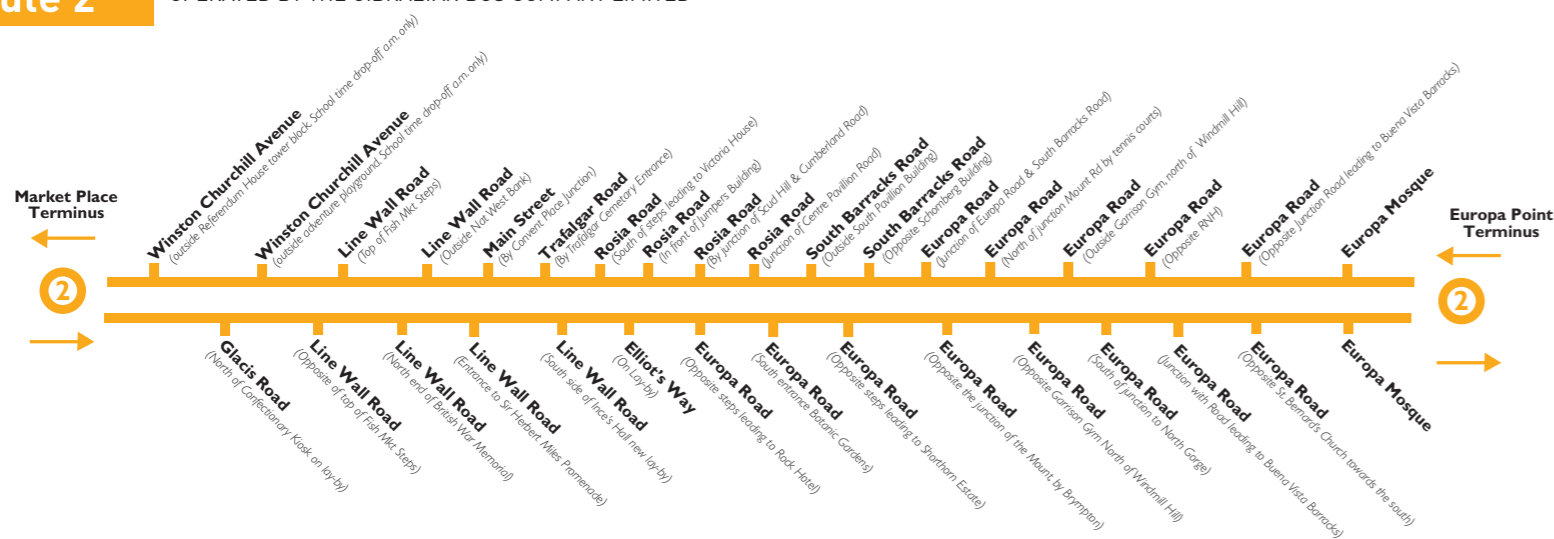 ute 2
OPERATED BY THE GIBRALTAR BUS COMPANY LIMITED
Market Place
Terminus
2
Winston Churchill Avenue
(outside Referendum House tower block. School time drop-off a.m. only)
Winston Churchill Avenue
(outside adventure playground. School time drop-off a.m. only)
Line Wall Road
(Top of Fish Mkt Steps)
Line Wall Road
(Outside Nat West Bank)
Main Street
(By Convent Place Junction)
Trafalgar Road
(By Trafalgar Cemetary Entrance)
Rosia Road
(South of steps leading to Victoria House)
Rosia Road
(In front of Jumpers Building)
Rosia Road
(By junction of Scud Hill & Cumberland Road)
Rosia Road
(Junction of Centre Pavillion Road)
South Barracks Road
(Outside South Pavillion Building)
South Barracks Road
(Opposite Schomberg Building)
Europa Road
(Junction of Europa Road & South Barracks Road)
Europa Road
(North of junction Mount Rd by tennis courts)
Europa Road
(Outside Garrison Gym, north of Windmill Hill)
Europa Road
(Opposite RNH)
Europa Road
(Opposite Junction Road leading to Buena Vista Barracks)
Europa Mosque
Europa Point
Terminus
2
Glacis Road
(North of Confectionary Kiosk on lay-by)
Line Wall Road
(Opposite of top of Fish Mkt. Steps)
Line Wall Road
(North end of British War Memorial)
Line Wall Road
(Entrance to Sir Herbert Miles Promenade)
Line Wall Road
(South side of Ince's Hall new lay-by)
Elliot's Way
(On Lay-by)
Europa Road
(Opposite steps leading to Rock Hotel)
Europa Road
(South entrance Botanic Gardens)
Europa Road
(Opposite steps leading to Shorthorn Estate)
Europa Road
(Opposite the junction of the Mount, by Brympton)
Europa Road
(Opposite Garrison Gym North of Windmill Hill)
Europa Road
(South of junction to North Gorge)
Europa Road
(Junction with Road leading to Buena Vista Barracks)
Europa Road
(Opposite St. Bernard's Church towards the south)
Europa Mosque